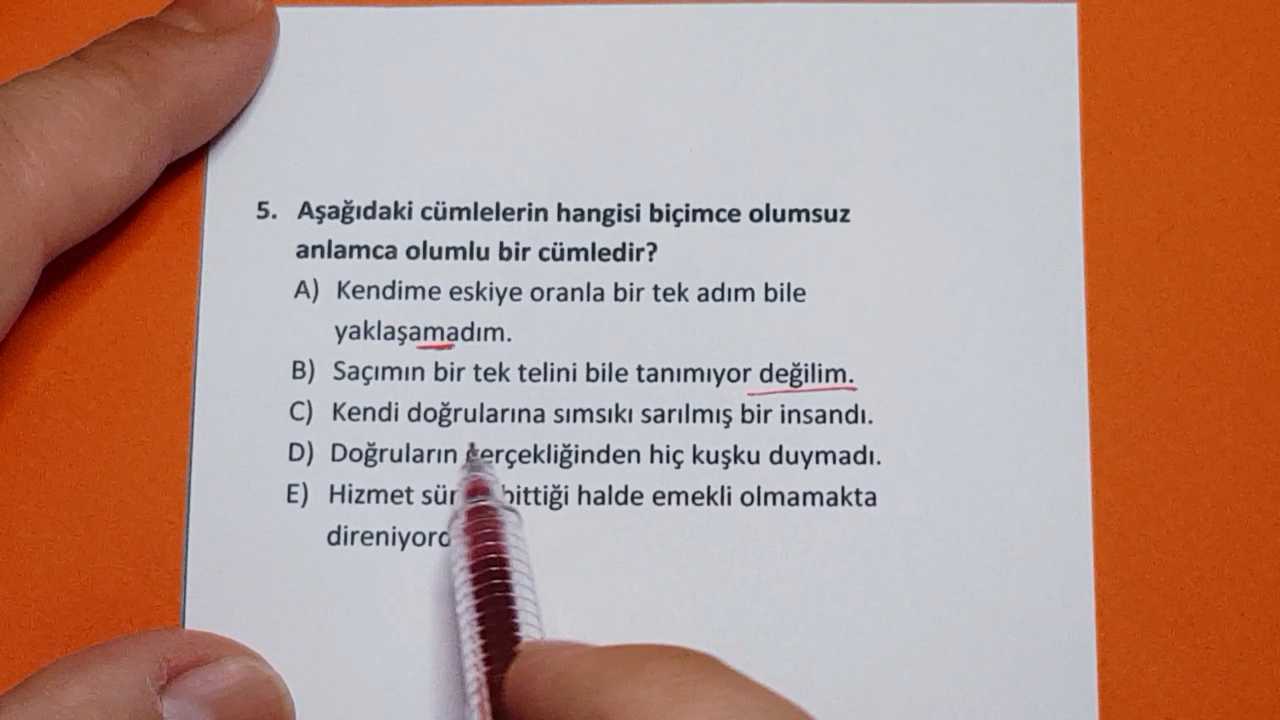 5. Aşağıdaki cümlelerin hangisi biçimce olumsuz
anlamca olumlu bir cümledir?
A) Kendime eskiye oranla bir tek adım bile
yaklaşamadım.
B) Saçımın bir tek telini bile tanımıyor değilim.
C) Kendi doğrularına sımsıkı sarılmış bir insandı.
D) Doğruların gerçekliğinden hiç kuşku duymadı.
E) Hizmet bittiği halde emekli olmamakta